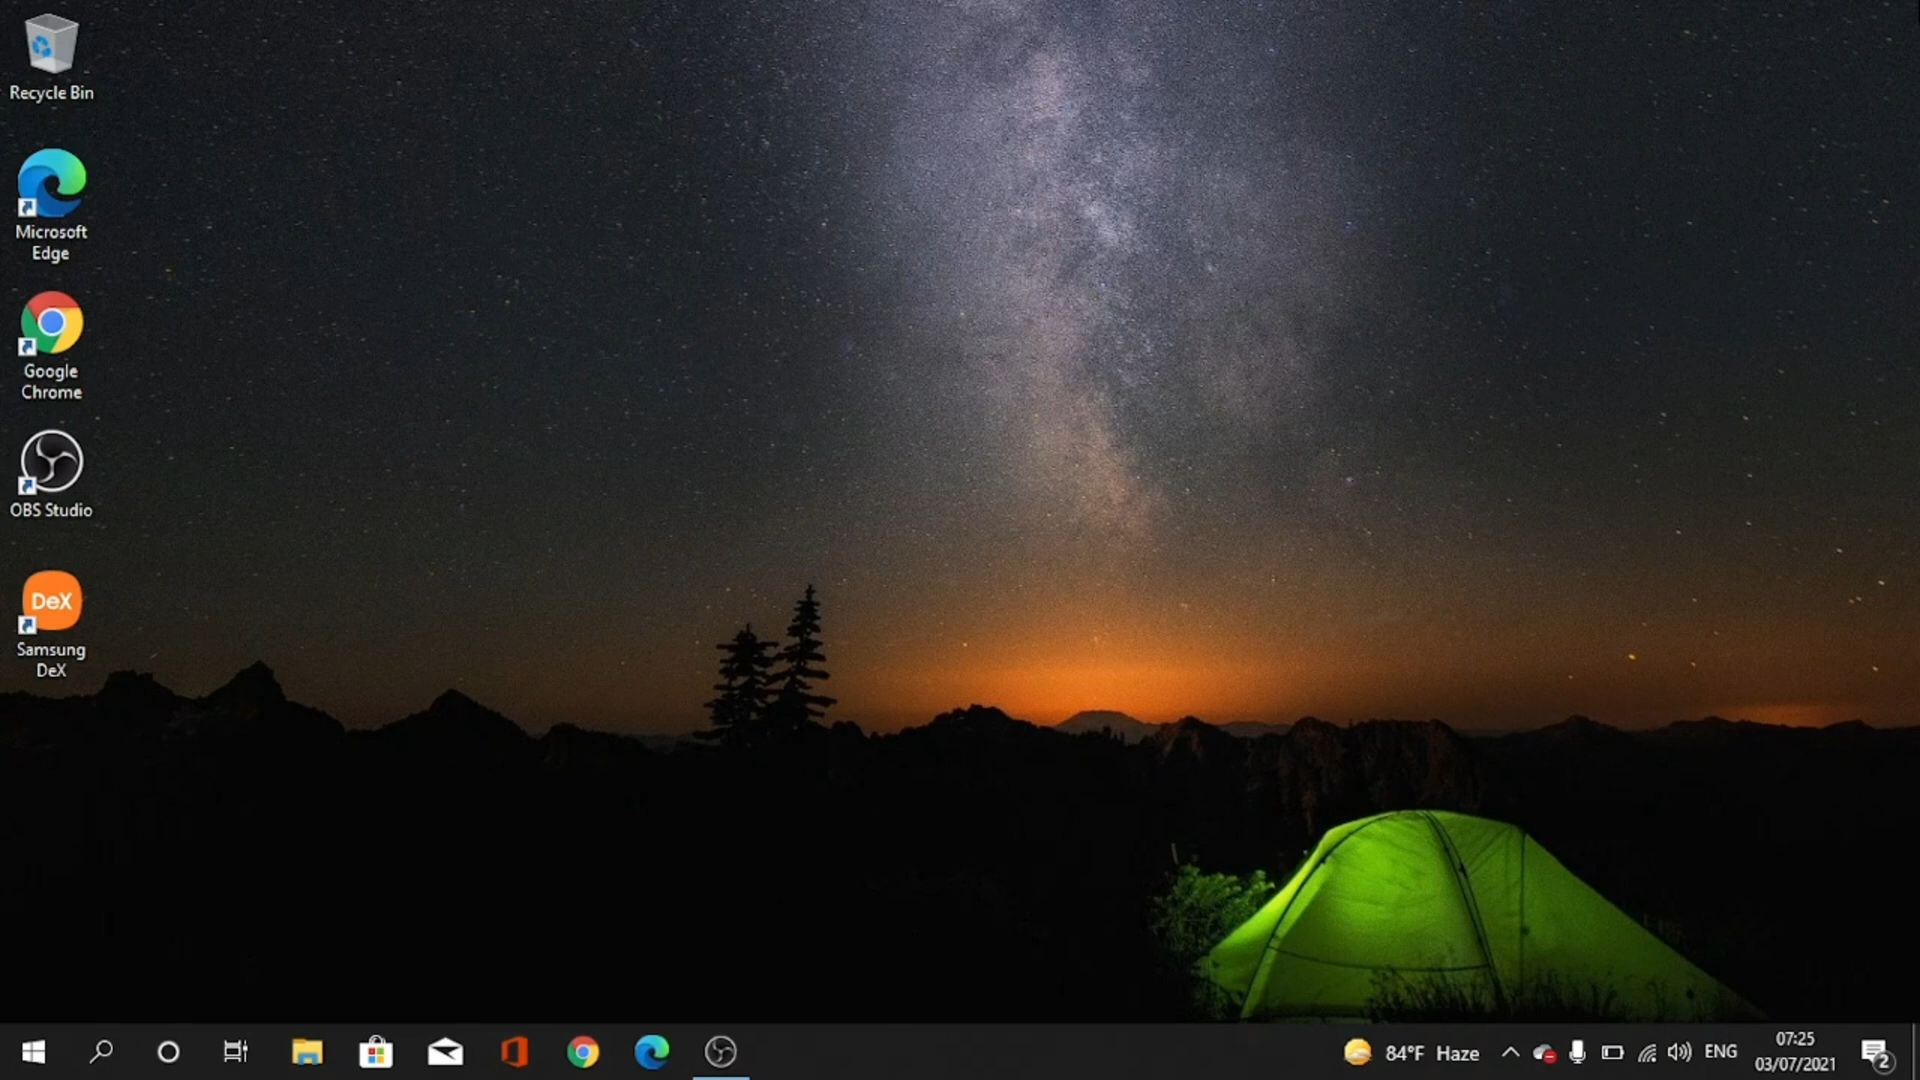 Recycle Bin
Microsoft
Edge
Google
Chrome
OBS Studio
DeX
Samsung
DeX
84°F Haze
ENG
07:25
03/07/2021
2